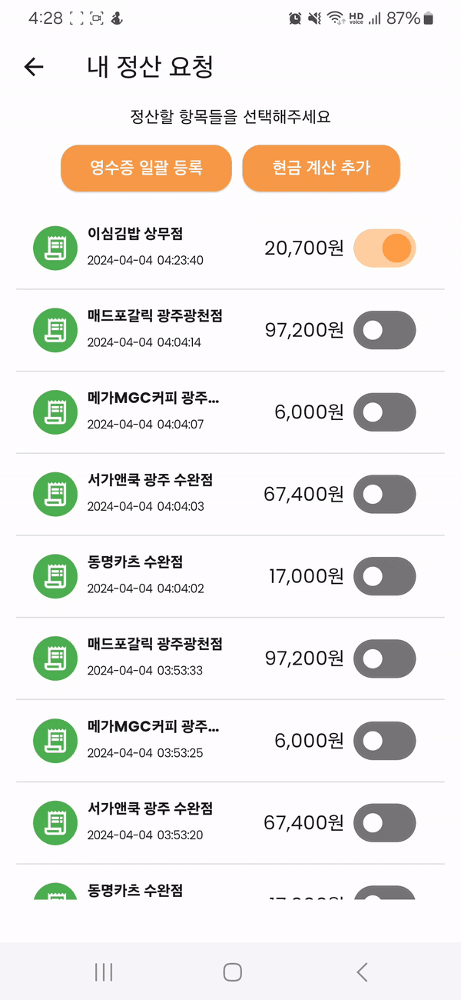 4:28 HD voice 87%
내 정산 요청
정산할 항목들을 선택해주세요
영수증 일괄 등록 현금 계산 추가
이심김밥 상무점
2024-04-04 04:23:40
20,700원
매드포갈릭 광주광천점
2024-04-04 04:04:14
97,200원
메가MGC커피 광주...
2024-04-04 04:04:07
6,000원
서가앤쿡 광주 수완점
2024-04-04 04:04:03
67,400원
동명카츠 수완점
2024-04-04 04:04:02
17,000원
매드포갈릭 광주광천점
2024-04-04 03:53:33
97,200원
메가MGC커피 광주...
2024-04-04 03:53:25
6,000원
서가앤쿡 광주 수완점
2024-04-04 03:53:20
67,400원
동명카츠 수완점